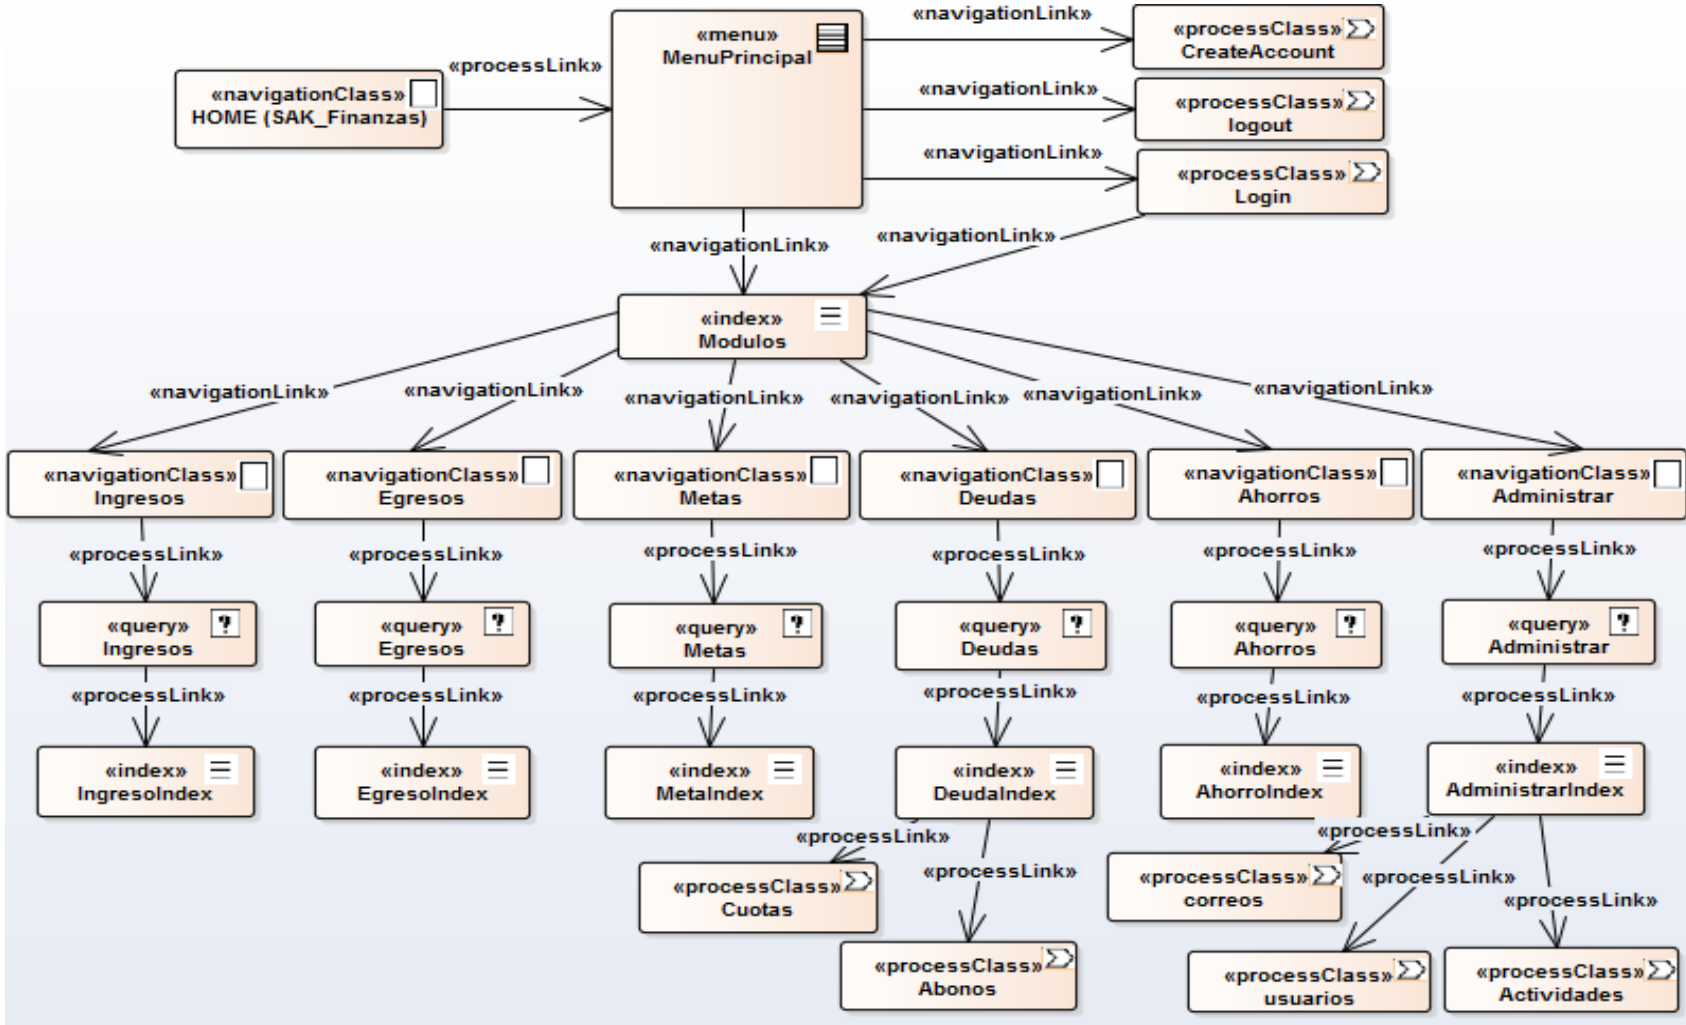 «navigationLink»
«menu»
MenuPrincipal
«processClass»
CreateAccount
«processLink»
«navigationClass»
HOME (SAK_Finanzas)
«navigationLink»
«processClass»
logout
«navigationLink»
«processClass»
Login
«navigationLink»
«navigationLink»
«index»
Modulos
«navigationLink»
«navigationLink»
«navigationLink»
«navigationLink»
«navigationLink»
«navigationLink»
«navigationClass»
Ingresos
«navigationClass»
Egresos
«navigationClass»
Metas
«navigationClass»
Deudas
«navigationClass»
Ahorros
«navigationClass»
Administrar
«processLink»
«processLink»
«processLink»
«processLink»
«processLink»
«processLink»
«query» ?
Ingresos
«query» ?
Egresos
«query» ?
Metas
«query» ?
Deudas
«query» ?
Ahorros
«query» ?
Administrar
«processLink»
«processLink»
«processLink»
«processLink»
«processLink»
«processLink»
«index»
IngresoIndex
«index»
EgresoIndex
«index»
MetaIndex
«index»
DeudaIndex
«index»
AhorroIndex
«index»
AdministrarIndex
«processLink»
«processLink»
«processLink»
«processLink»
«processLink»
«processClass»
Cuotas
«processClass»
correos
«processClass»
Abonos
«processClass»
usuarios
«processClass»
Actividades